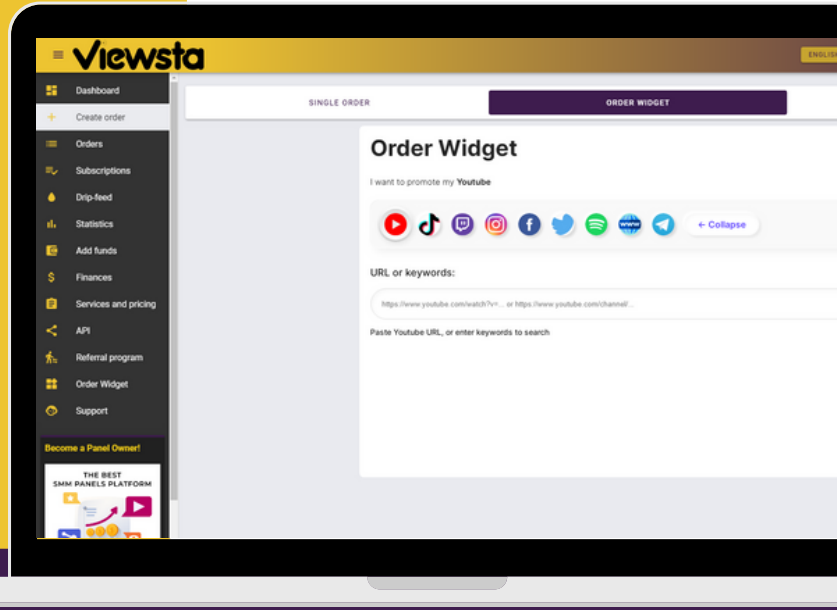 Viewsta
ENGLISH
Dashboard
Create order
Orders
Subscriptions
Drip-feed
Statistics
Add funds
Finances
Services and pricing
API
Referral program
Order Widget
Support
Become a Panel Owner!
THE BEST
SMM PANELS PLATFORM
SINGLE ORDER
ORDER WIDGET
Order Widget
I want to promote my Youtube
www
← Collapse
URL or keywords:
https://www.youtube.com/watch?v=... or https://www.youtube.com/channel/...
Paste Youtube URL, or enter keywords to search